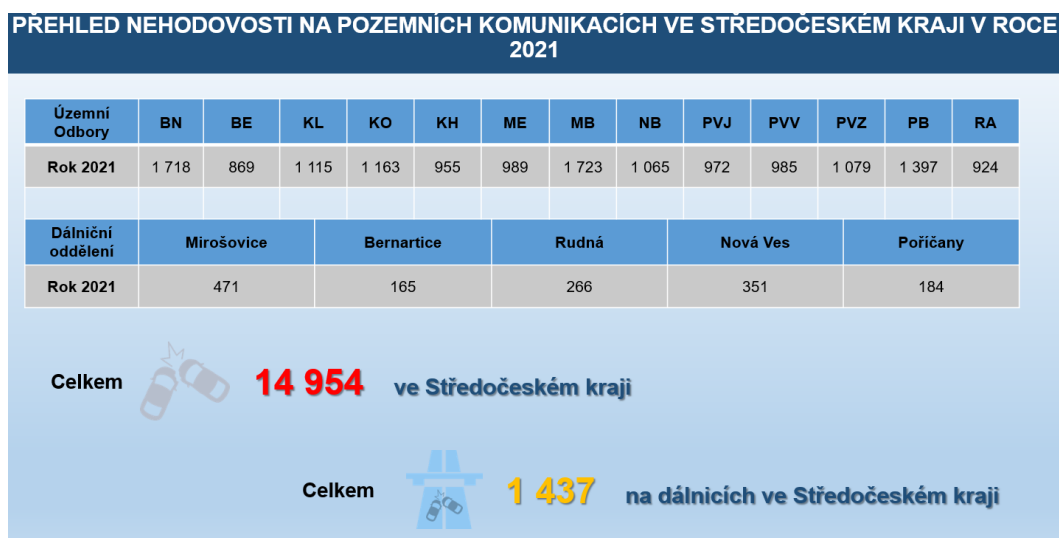 PŘEHLED NEHODOVOSTI NA POZEMNÍCH KOMUNIKACÍCH VE STŘEDOČESKÉM KRAJI V ROCE
2021
Územní
Odbory BN BE KL KO KH ME MB NB PVJ PVV PVZ PB RA
Rok 2021 1 718 869 1 115 1 163 955 989 1 723 1 065 972 985 1 079 1 397 924
Dálniční
oddělení Mirošovice Bernartice Rudná Nová Ves Poříčany
Rok 2021 471 165 266 351 184
Celkem 14 954 ve Středočeském kraji
Celkem 1 437 na dálnicích ve Středočeském kraji